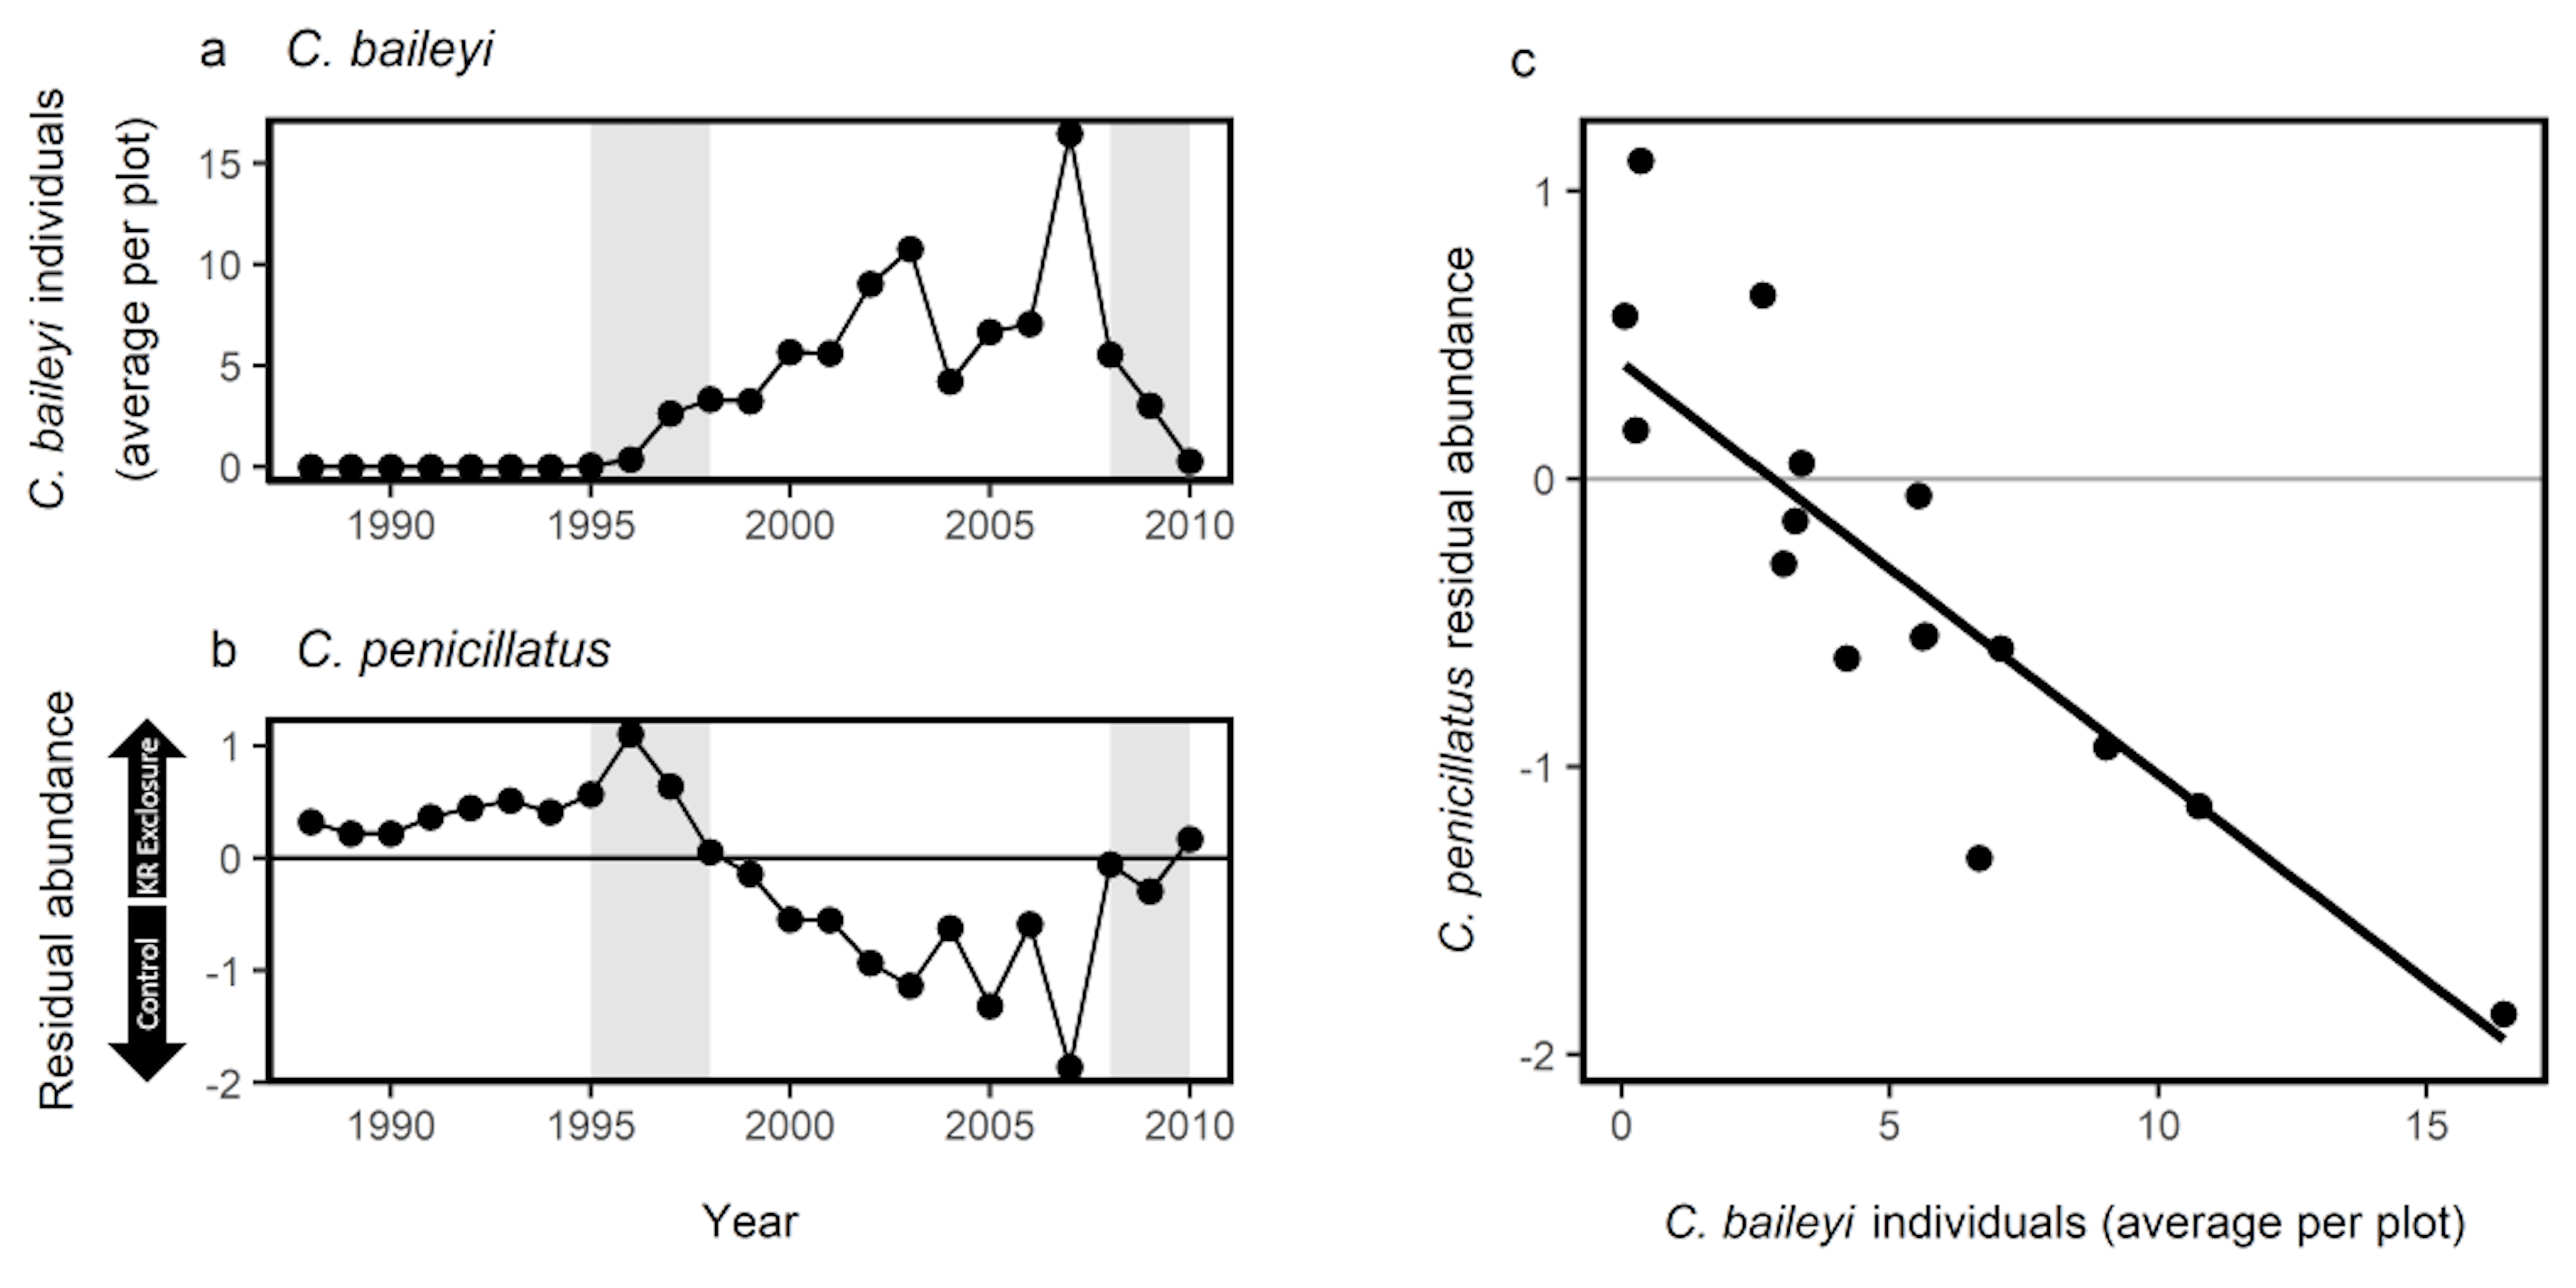 a C. baileyi
C. baileyi individuals
(average per plot)
15
10
5
0
1990 1995 2000 2005 2010
b C. penicillatus
Residual abundance
KR Exclosure
Control
1
0
-1
-2
1990 1995 2000 2005 2010
Year
c
C. penicillatus residual abundance
1
0
-1
-2
0 5 10 15
C. baileyi individuals (average per plot)